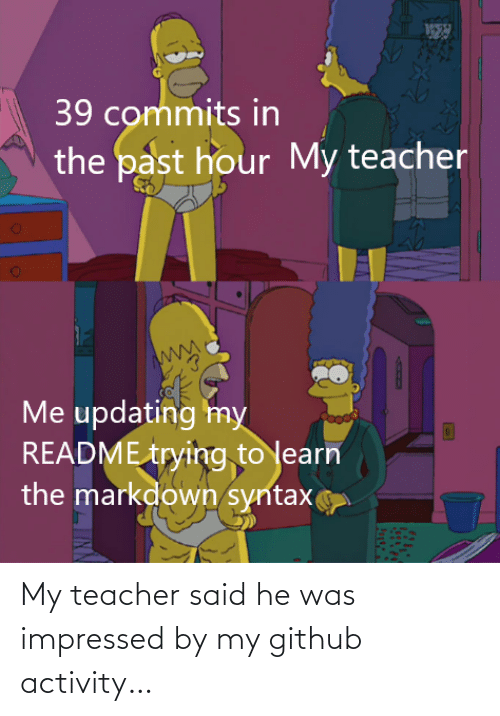 39 commits in
the past hour My teacher
Me updating my
README trying to learn
the markdown syntax
My teacher said he was
impressed by my github
activity…